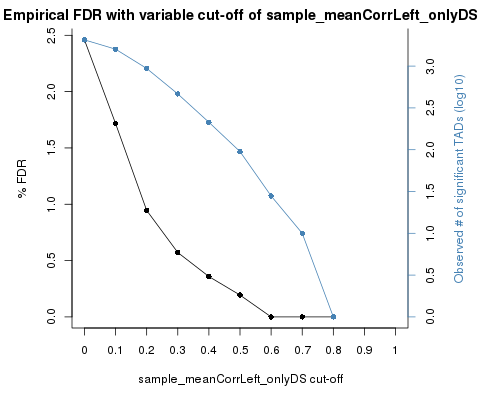 Empirical FDR with variable cut-off of sample_meanCorrLeft_onlyDS
% FDR
2.5
2.0
1.5
1.0
0.5
0.0
3.0
2.5
2.0
1.5
1.0
0.5
0.0
Observed # of significant TADs (log10)
0 0.1 0.2 0.3 0.4 0.5 0.6 0.7 0.8 0.9 1
sample_meanCorrLeft_onlyDS cut-off